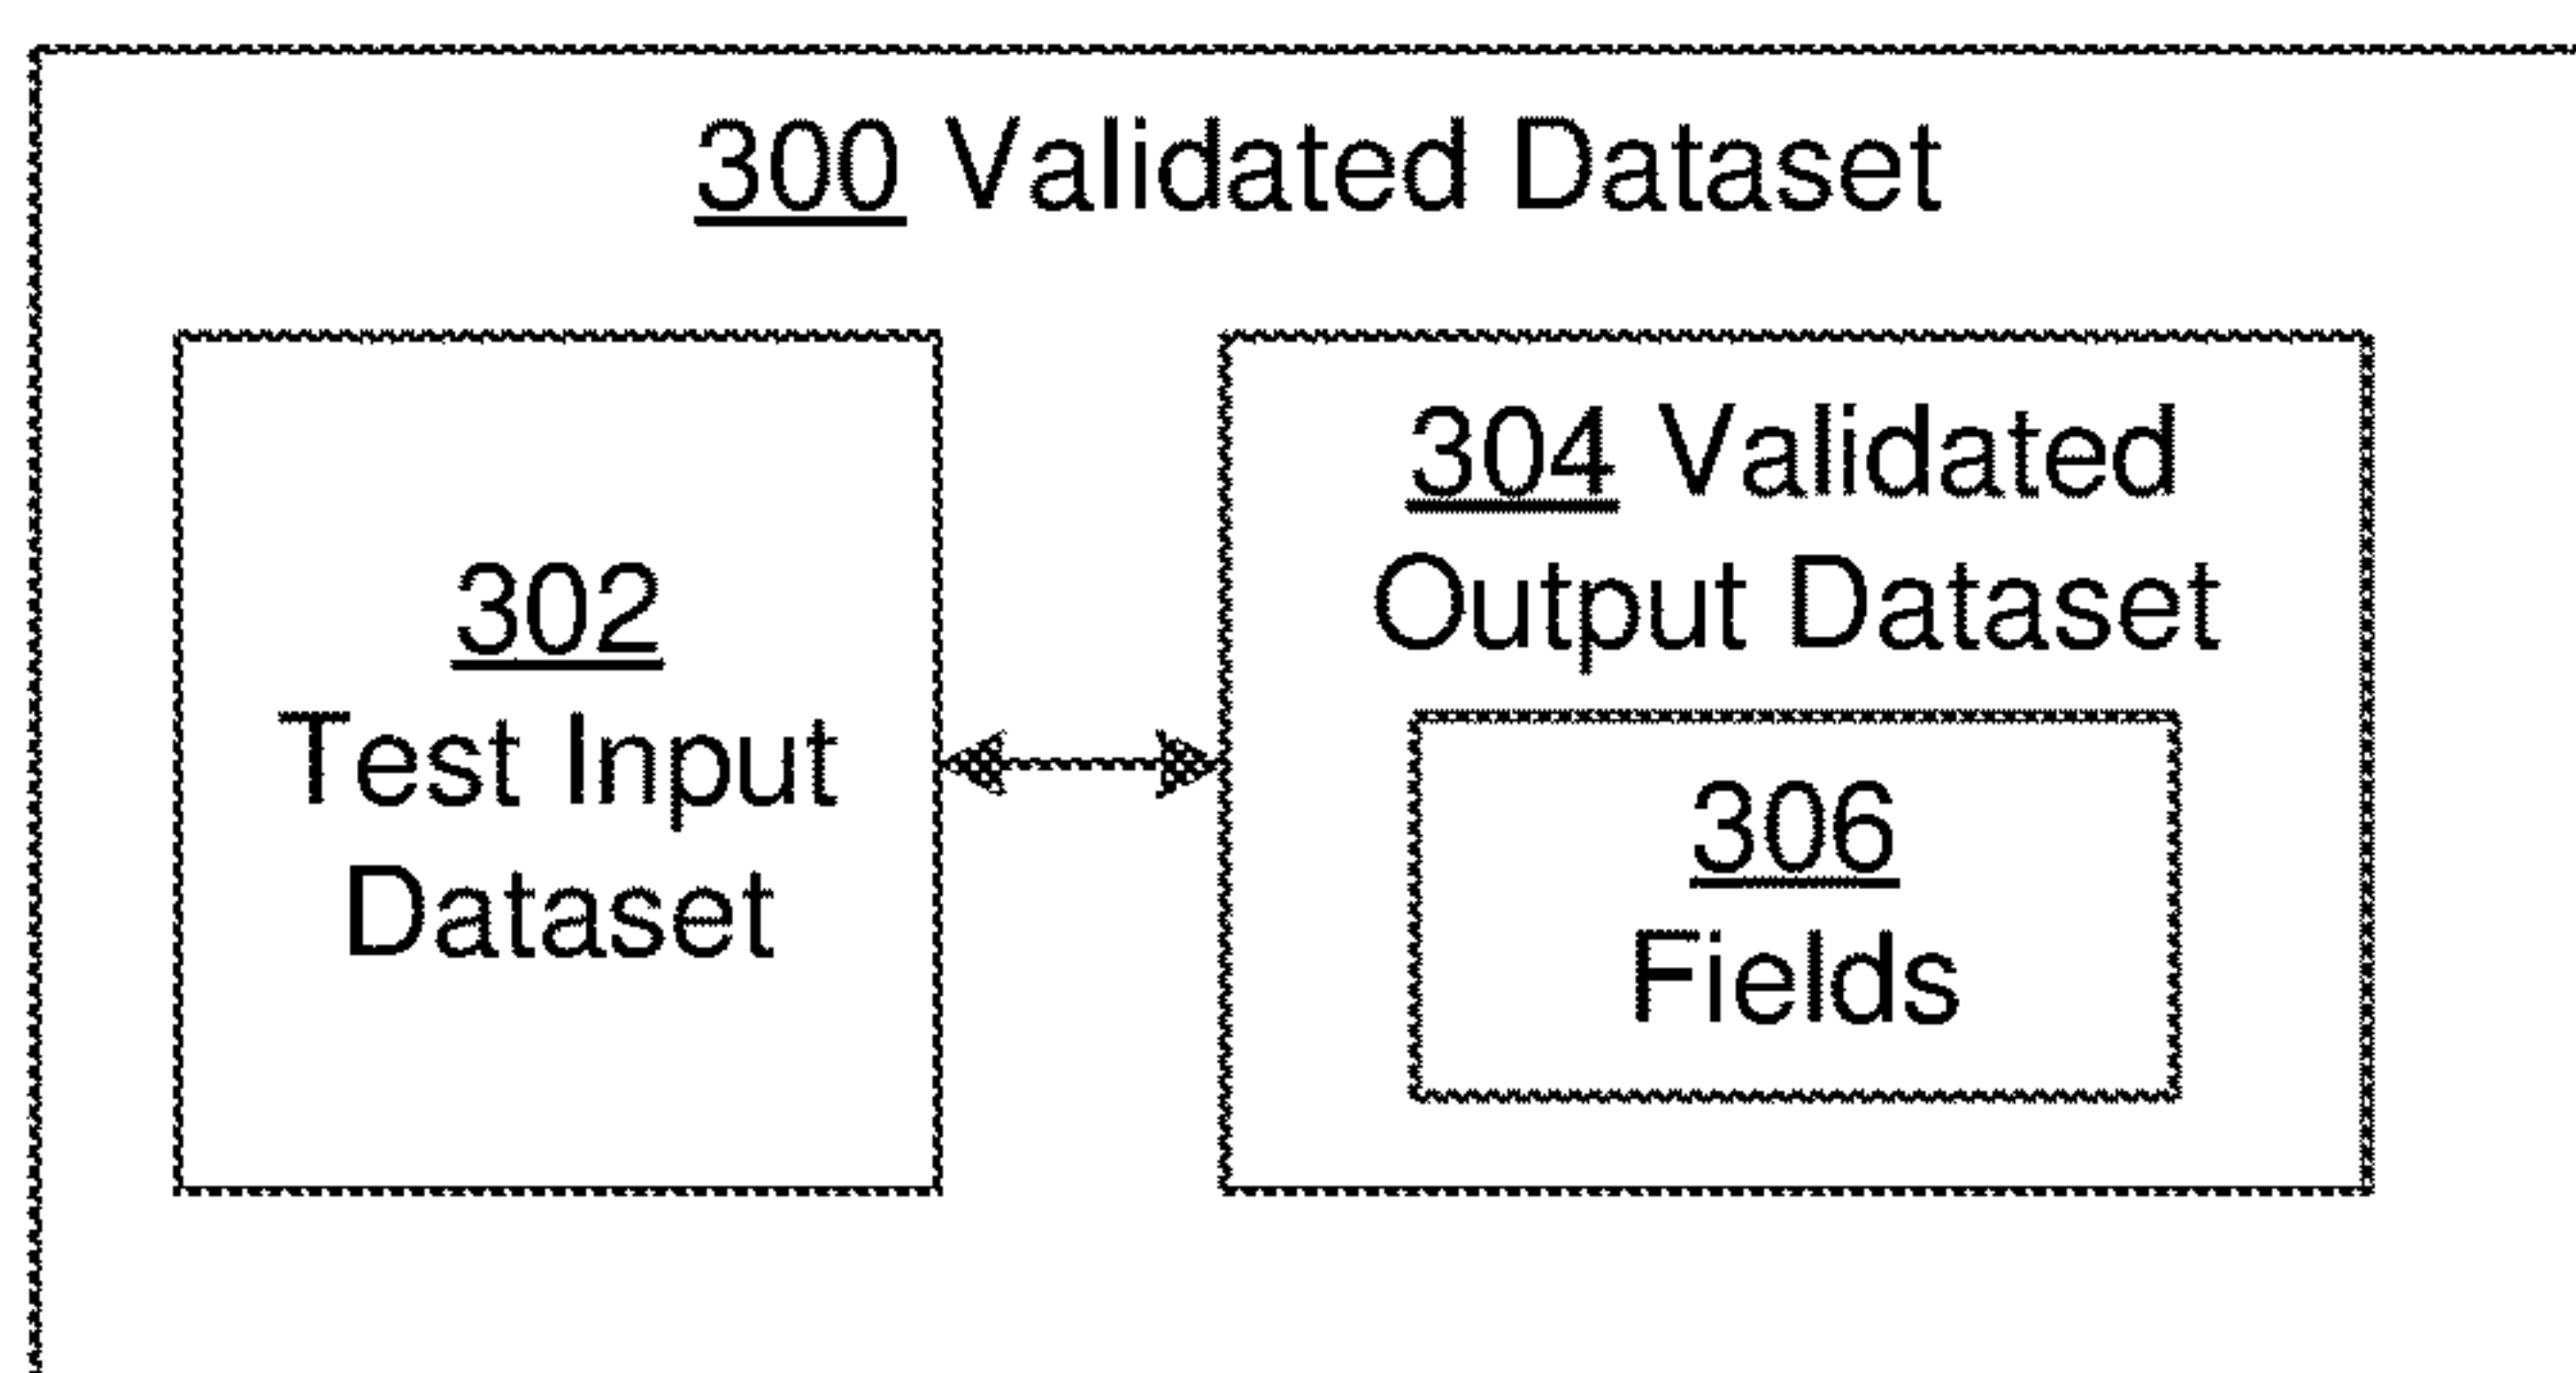 300 Validated Dataset
302
Test Input
Dataset
304 Validated
Output Dataset
306
Fields